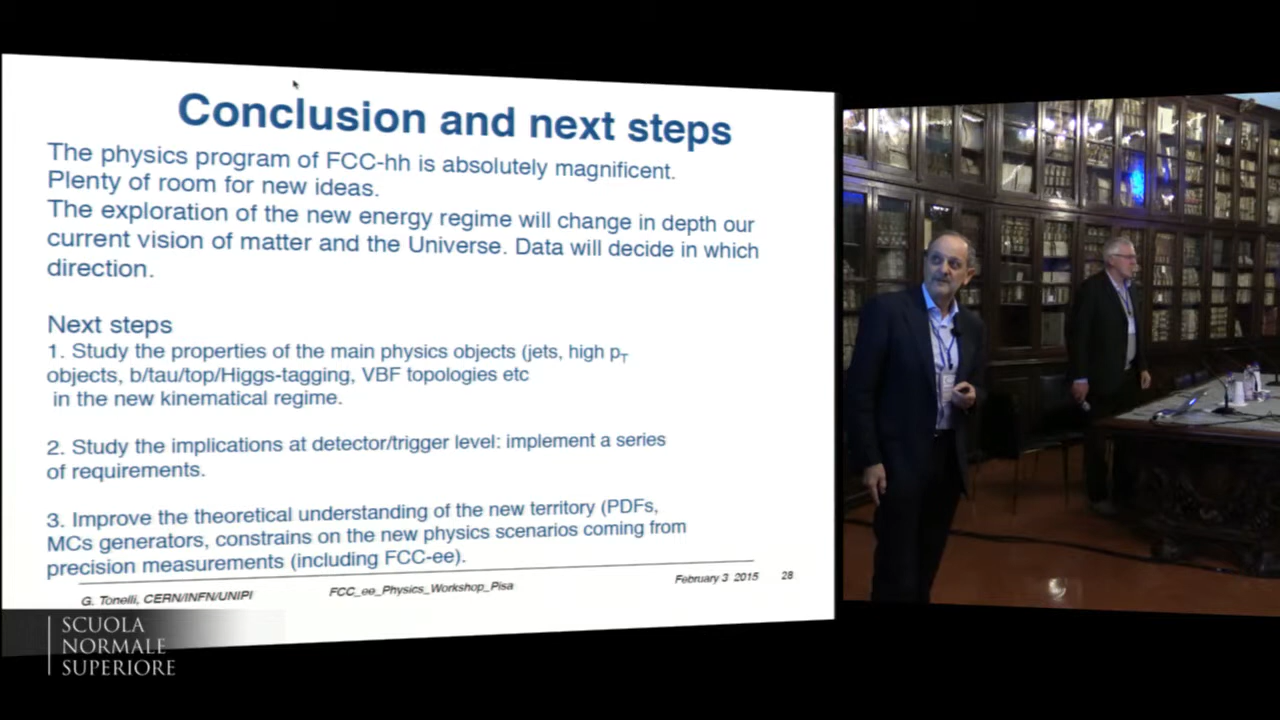 Conclusion and next steps
The physics program of FCC-hh is absolutely magnificent.
Plenty of room for new ideas.
The exploration of the new energy regime will change in depth our
current vision of matter and the Universe. Data will decide in which
direction.
Next steps
1. Study the properties of the main physics objects (jets, high pT
objects, b/tau/top/Higgs-tagging, VBF topologies etc
in the new kinematical regime.
2. Study the implications at detector/trigger level: implement a series
of requirements.
3. Improve the theoretical understanding of the new territory (PDFs,
MCs generators, constrains on the new physics scenarios coming from
precision measurements (including FCC-ee).
G. Tonelli, CERN/INFN/UNIPI FCC_ee_Physics_Workshop_Pisa February 3 2015 28
SCUOLA
NORMALE
SUPERIORE